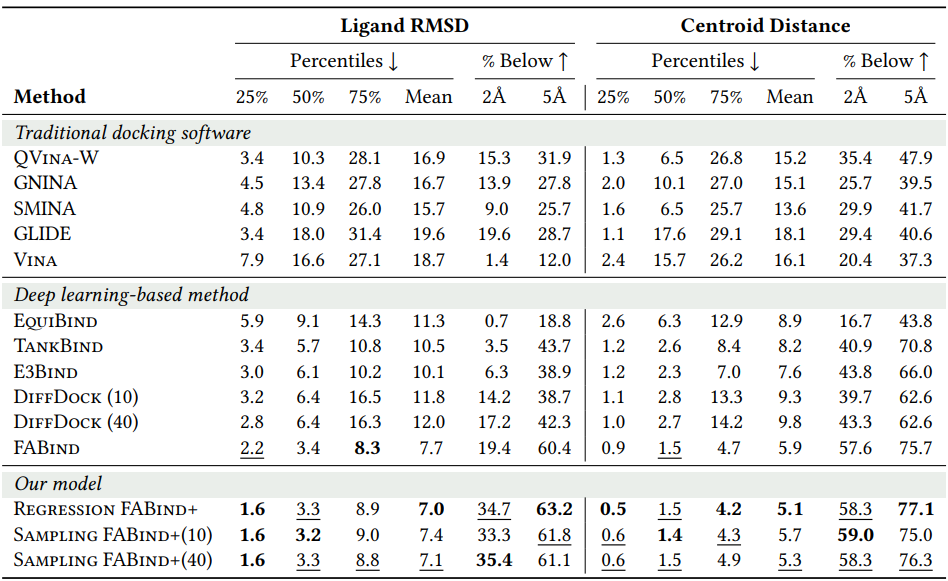 Ligand RMSD Centroid Distance
Percentiles ↓ % Below ↑ Percentiles ↓ % Below ↑
Method 25% 50% 75% Mean 2Å 5Å 25% 50% 75% Mean 2Å 5Å
Traditional docking software
QVINA-W 3.4 10.3 28.1 16.9 15.3 31.9 1.3 6.5 26.8 15.2 35.4 47.9
GNINA 4.5 13.4 27.8 16.7 13.9 27.8 2.0 10.1 27.0 15.1 25.7 39.5
SMINA 4.8 10.9 26.0 15.7 9.0 25.7 1.6 6.5 25.7 13.6 29.9 41.7
GLIDE 3.4 18.0 31.4 19.6 19.6 28.7 1.1 17.6 29.1 18.1 29.4 40.6
VINA 7.9 16.6 27.1 18.7 1.4 12.0 2.4 15.7 26.2 16.1 20.4 37.3
Deep learning-based method
EQUIBIND 5.9 9.1 14.3 11.3 0.7 18.8 2.6 6.3 12.9 8.9 16.7 43.8
TANKBIND 3.4 5.7 10.8 10.5 3.5 43.7 1.2 2.6 8.4 8.2 40.9 70.8
E3BIND 3.0 6.1 10.2 10.1 6.3 38.9 1.2 2.3 7.0 7.6 43.8 66.0
DIFFDOCK (10) 3.2 6.4 16.5 11.8 14.2 38.7 1.1 2.8 13.3 9.3 39.7 62.6
DIFFDOCK (40) 2.8 6.4 16.3 12.0 17.2 42.3 1.0 2.7 14.2 9.8 43.3 62.6
FABIND 2.2 3.4 8.3 7.7 19.4 60.4 0.9 1.5 4.7 5.9 57.6 75.7
Our model
REGRESSION FABIND+ 1.6 3.3 8.9 7.0 34.7 63.2 0.5 1.5 4.2 5.1 58.3 77.1
SAMPLING FABIND+(10) 1.6 3.2 9.0 7.4 33.3 61.8 0.6 1.4 4.3 5.7 59.0 75.0
SAMPLING FABIND+(40) 1.6 3.3 8.8 7.1 35.4 61.1 0.6 1.5 4.9 5.3 58.3 76.3